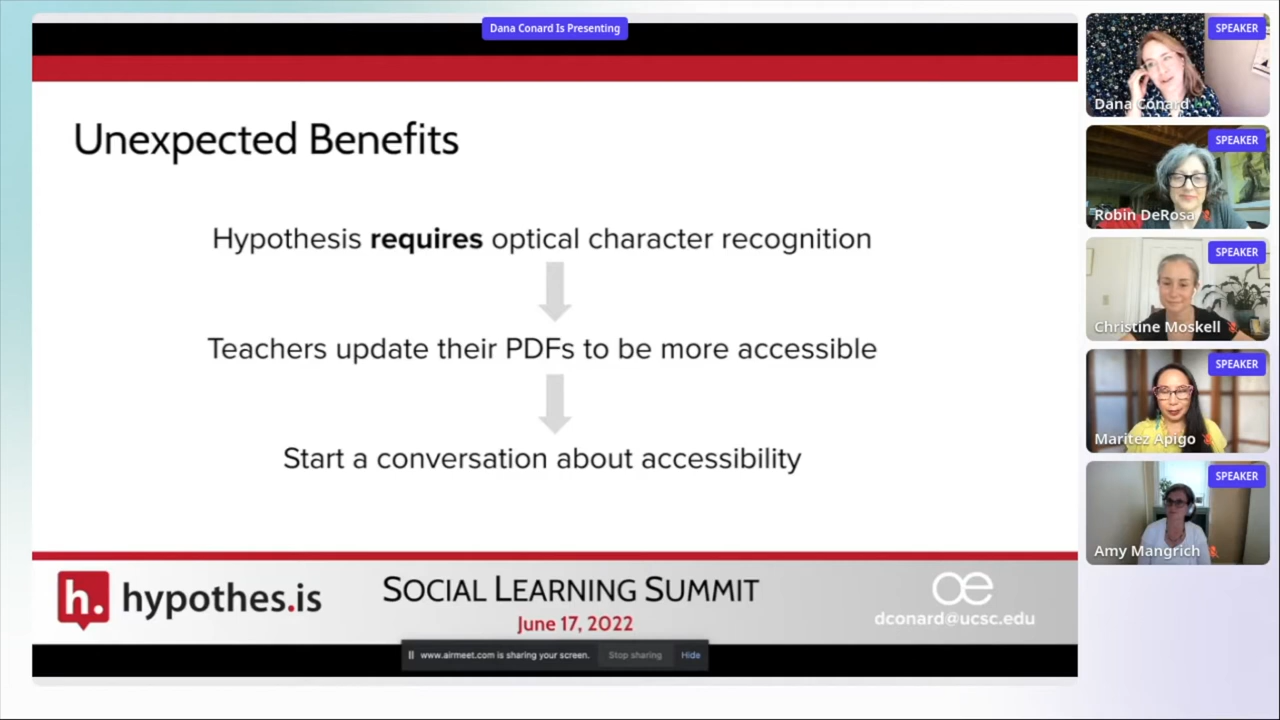 Dana Conard Is Presenting
Unexpected Benefits
Hypothesis requires optical character recognition
Teachers update their PDFs to be more accessible
Start a conversation about accessibility
h. hypothes.is
SOCIAL LEARNING SUMMIT
June 17, 2022
oe
dconard@ucsc.edu
www.airmeet.com is sharing your screen. Stop sharing Hide
SPEAKER
Dana Conard
SPEAKER
Robin DeRosa
SPEAKER
Christine Moskell
SPEAKER
Maritez Apigo
SPEAKER
Amy Mangrich